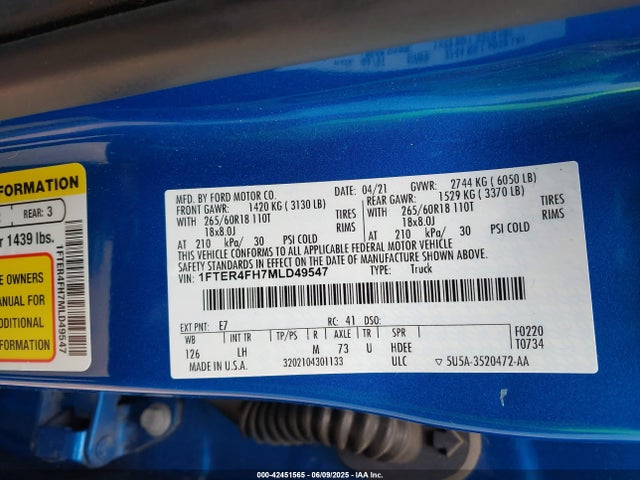 FORMATION
REAR: 3
r 1439 lbs.
E OWNERS
ANUAL FOR
DDITIONAL
FORMATION
1FTER4FH7MLD49547
MFD. BY FORD MOTOR CO.
DATE: 04/21
GVWR: 2744 KG ( 6050 LB)
FRONT GAWR: 1420 KG ( 3130 LB)
REAR GAWR: 1529 KG ( 3370 LB)
265/60R18 110T TIRES 265/60R18 110T TIRES
18x8.0J RIMS 18x8.0J RIMS
AT 210 kPa/ 30 PSI COLD AT 210 kPa/ 30 PSI COLD
THIS VEHICLE CONFORMS TO ALL APPLICABLE FEDERAL MOTOR VEHICLE
SAFETY STANDARDS IN EFFECT ON THE DATE OF MANUFACTURE SHOWN ABOVE.
VIN: 1FTER4FH7MLD49547
TYPE: Truck
EXT PNT: E7 RC: 41 DSO:
WB INT TR TP/PS R AXLE TR SPR
126 LH M 73 U HDEE
F0220
T0734
MADE IN U.S.A. 3202104301133 ULC ▽ 5U5A-3520472-AA
00-42451565 - 06/09/2025 - IAA Inc.